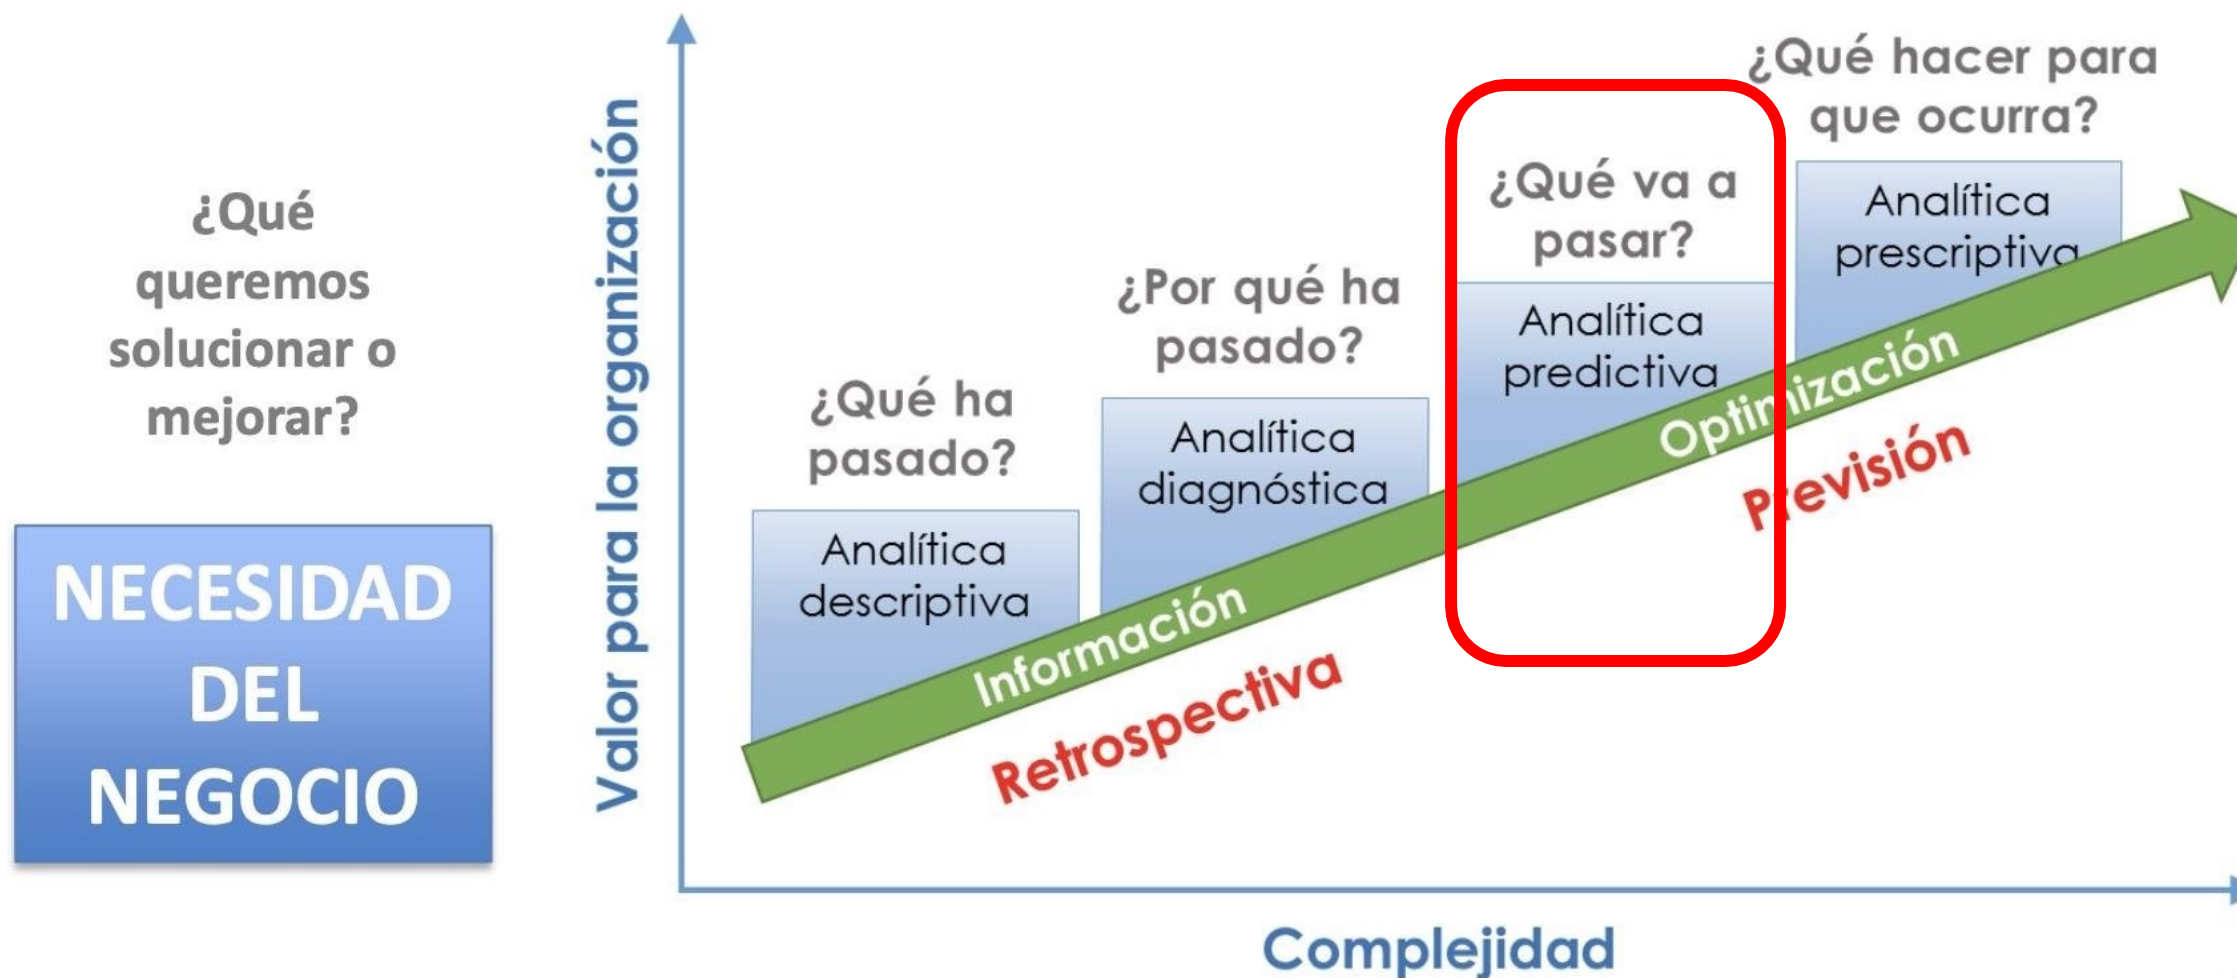 ¿Qué
queremos
solucionar o
mejorar?
NECESIDAD
DEL
NEGOCIO
Valor para la organización
¿Qué ha
pasado?
Analítica
descriptiva
¿Por qué ha
pasado?
Analítica
diagnóstica
¿Qué va a
pasar?
Analítica
predictiva
¿Qué hacer para
que ocurra?
Analítica
prescriptiva
Información
Optimización
Retrospectiva
Previsión
Complejidad